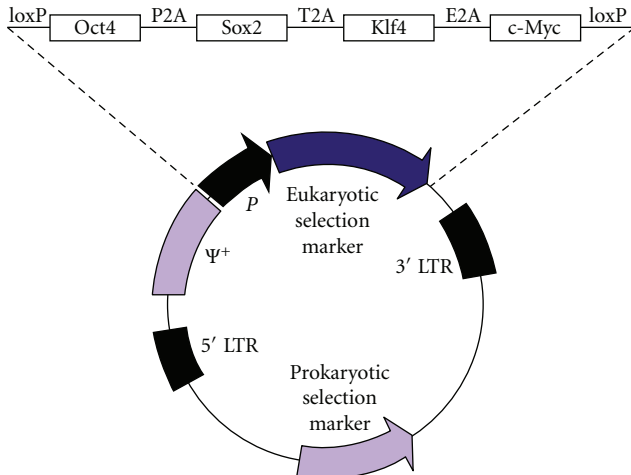 loxP Oct4 P2A Sox2 T2A Klf4 E2A c-Myc loxP
P
Eukaryotic
selection
marker
Ψ+
3′ LTR
5′ LTR
Prokaryotic
selection
marker